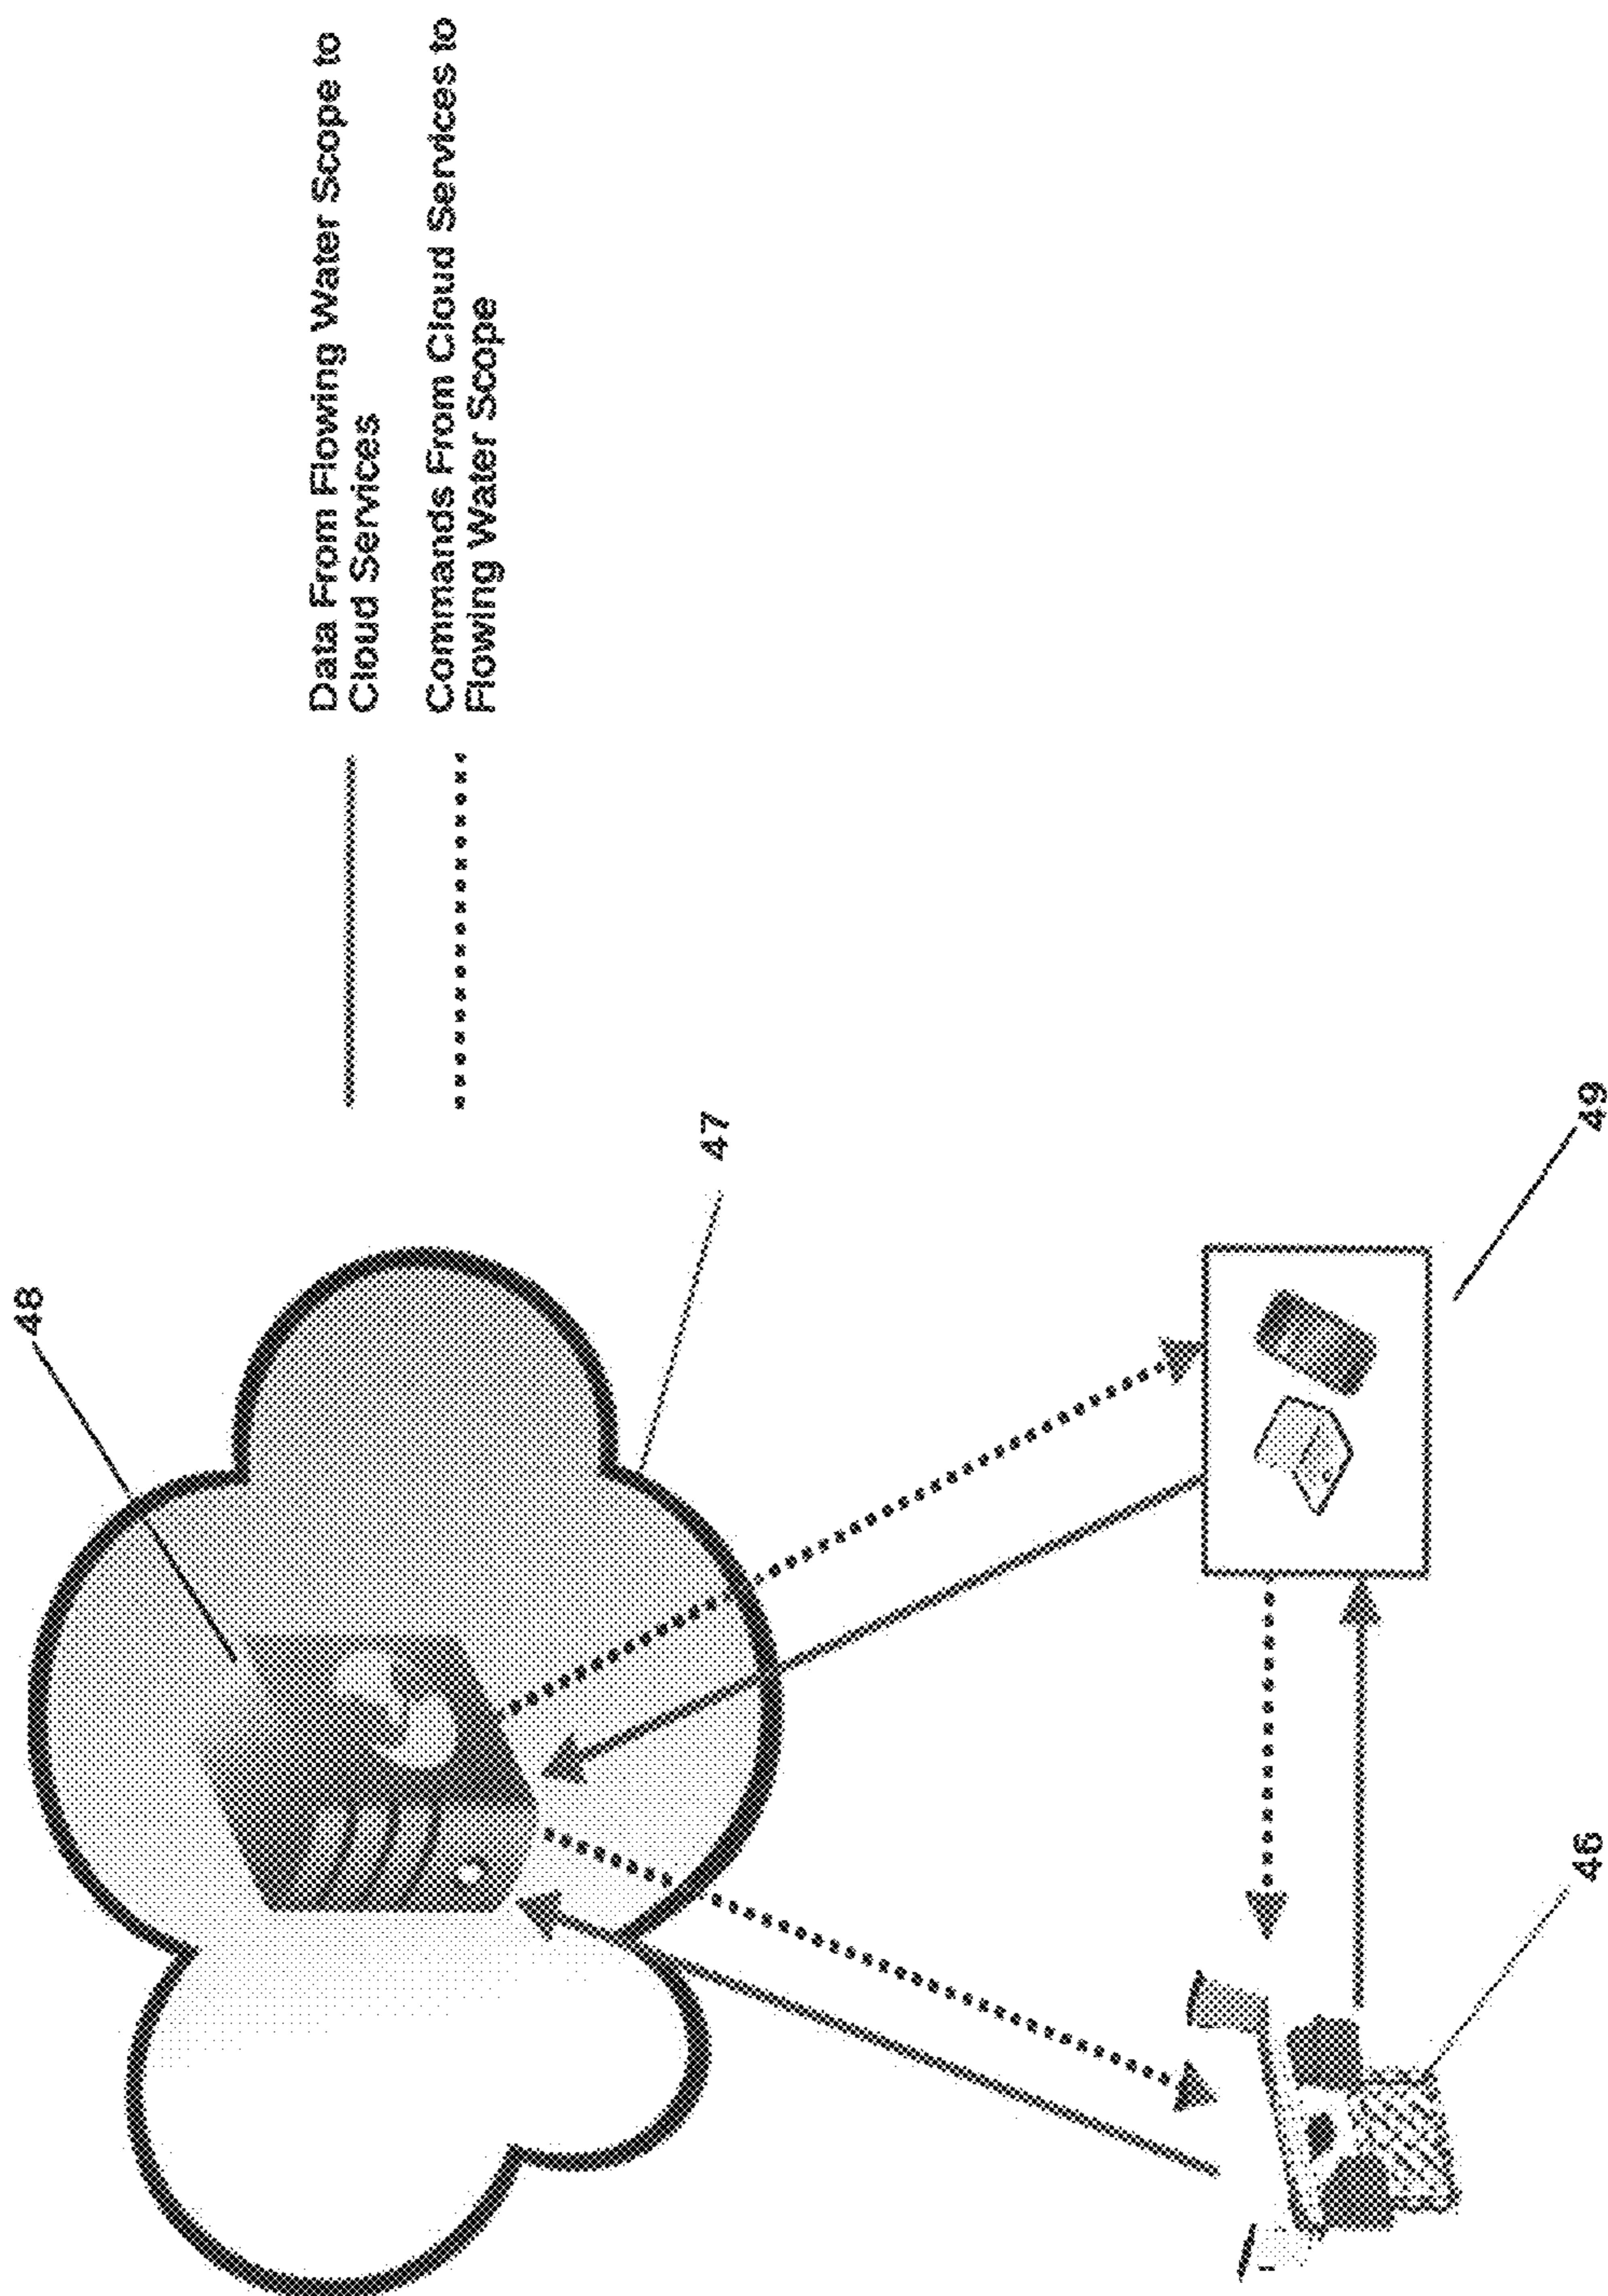 Data From Flowing Water Scope to
Cloud Services
Commands From Cloud Services to
Flowing Water Scope
48
47
49
46